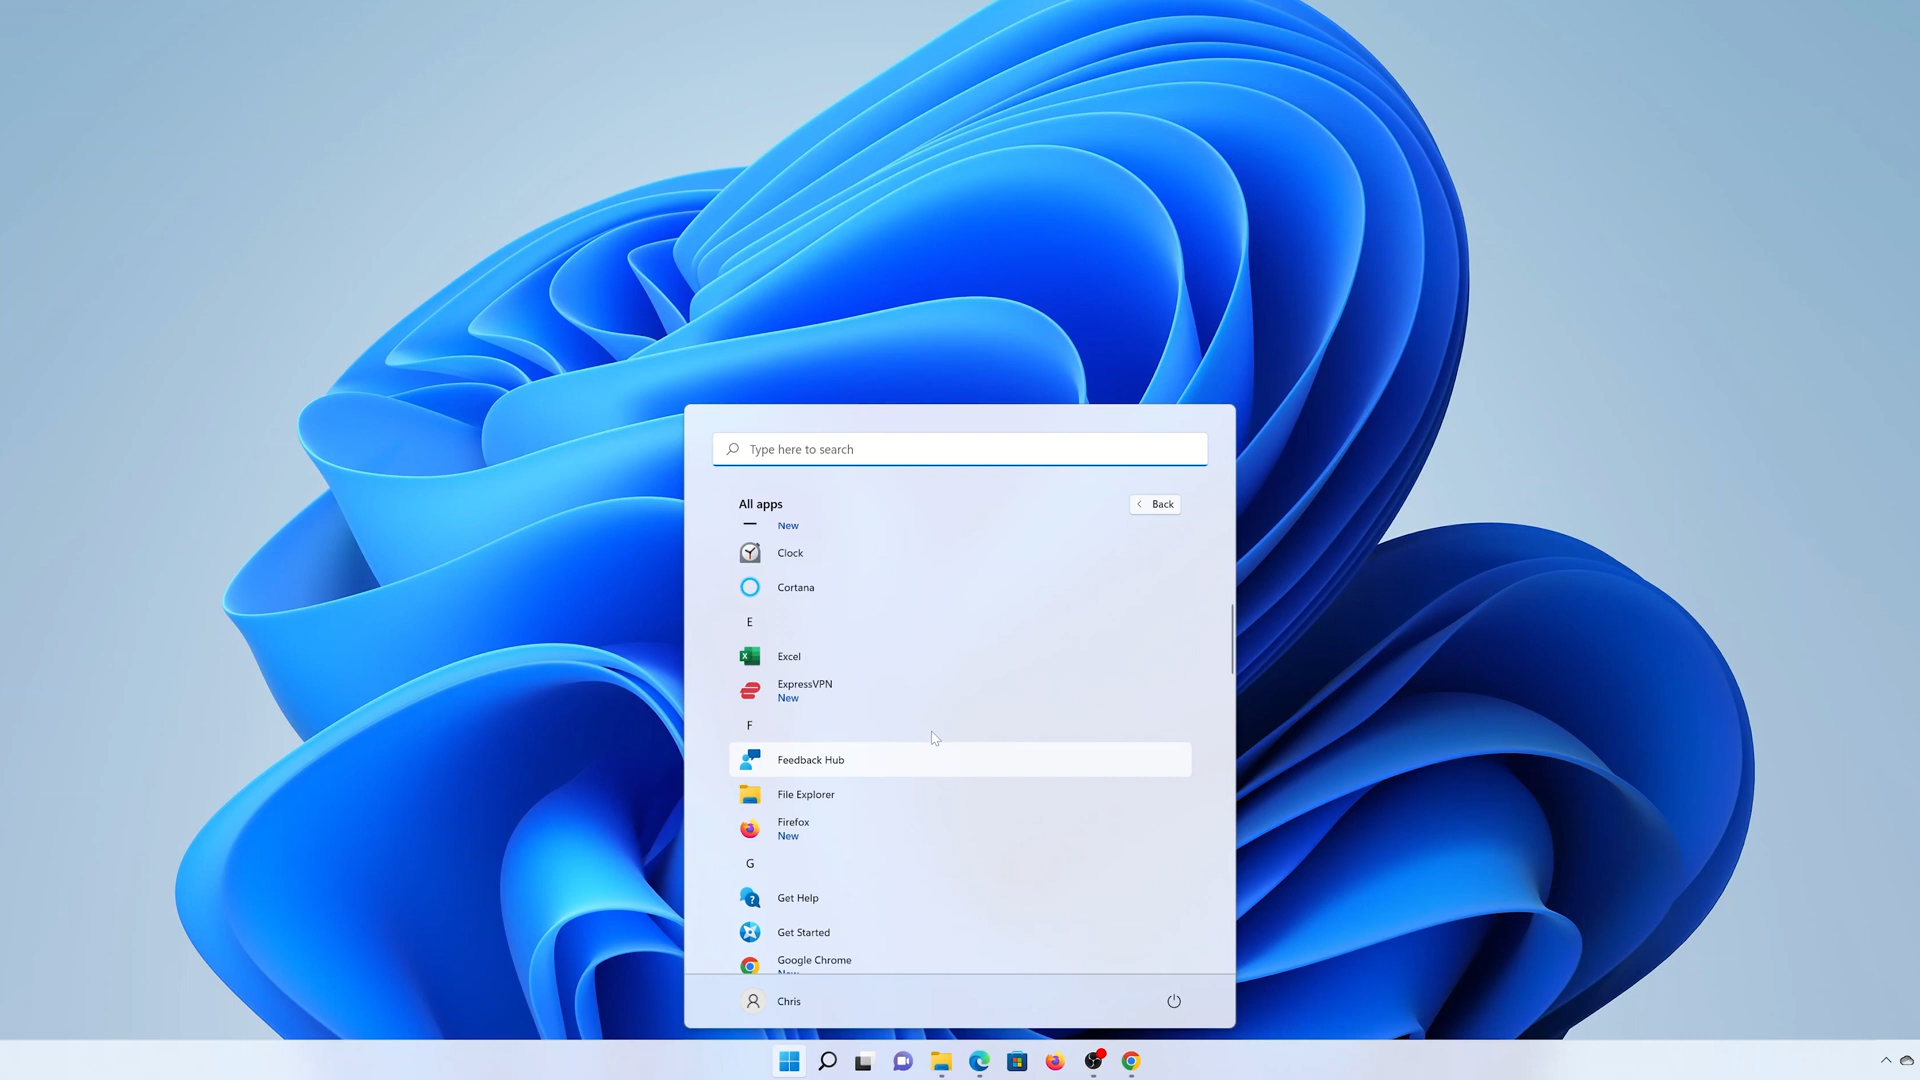 Type here to search
All apps
Back
New
Clock
Cortana
E
Excel
ExpressVPN
New
F
Feedback Hub
File Explorer
Firefox
New
G
Get Help
Get Started
Google Chrome
New
Chris